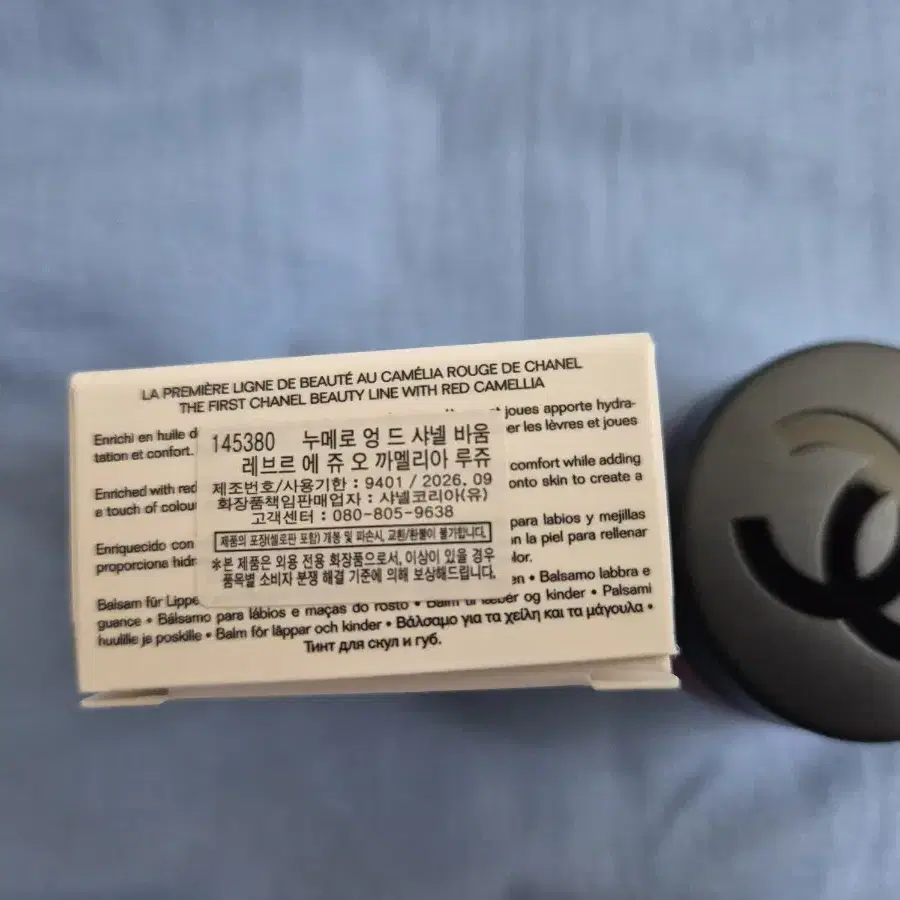 LA PREMIÈRE LIGNE DE BEAUTÉ AU CAMÉLIA ROUGE DE CHANEL
THE FIRST CHANEL BEAUTY LINE WITH RED CAMELLIA
Enrichi en huile d
joues apporte hydra-
tation et confort.
er les lèvres et joues
Enriched with red
comfort while adding
a touch of colou
onto skin to create a
Enriquecido con
para labios y mejillas
proporciona hidr
n la piel para rellenar
lor.
145380 누메로 엉 드 샤넬 바움
레브르 에 쥬 오 까멜리아 루쥬
제조번호/사용기한 : 9401 / 2026. 09
화장품책임판매업자 : 샤넬코리아(유)
고객센터 : 080-805-9638
제품의 포장(셀로판 포함) 개봉 및 파손시, 교환/환불이 불가합니다.
※본 제품은 외용 전용 화장품으로서, 이상이 있을 경우
품목별 소비자 분쟁 해결 기준에 의해 보상해드립니다.
Balsam für Lippe
en • Balsamo labbra e
guance • Bálsamo para lábios e maças do rosto • og kinder • Palsami
huulille ja poskille • Balm för läppar och kinder • Βάλσαμο για τα χείλη και τα μάγουλα •
Тинт для скул и губ.